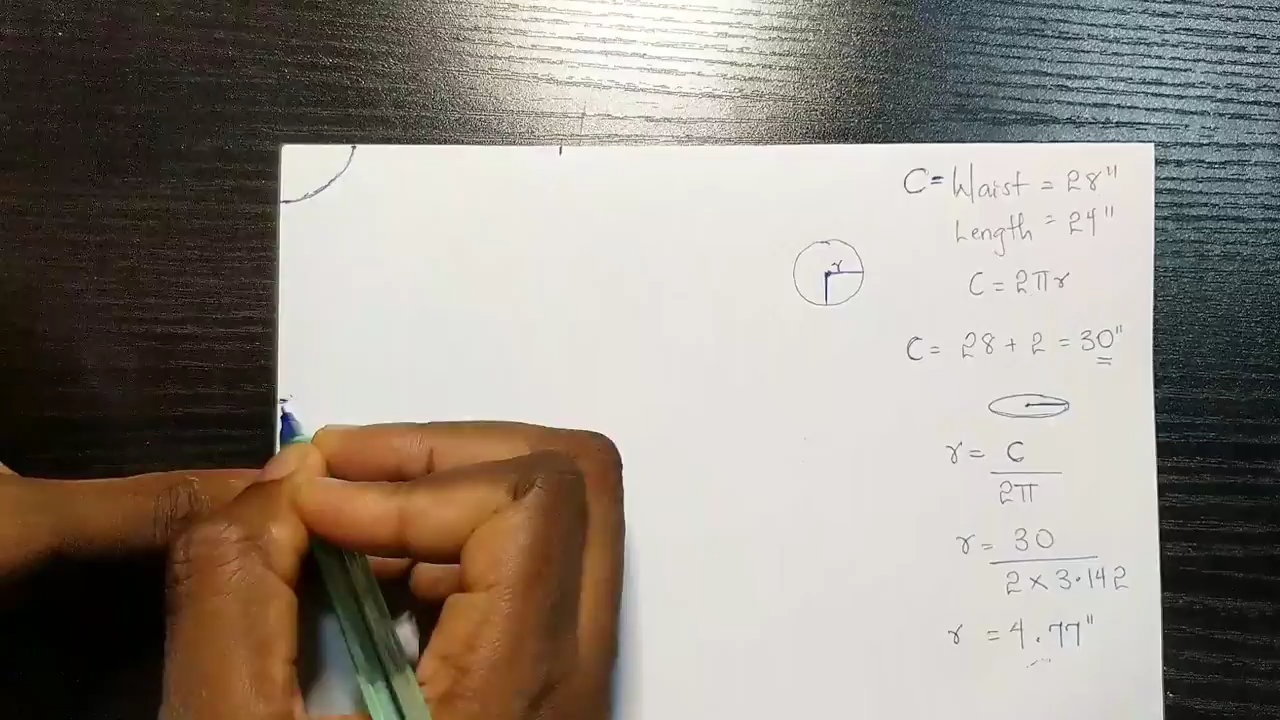 C = Waist = 28"
Length = 24"
r
C = 2πr
C = 28 + 2 = 30"
r = C
2π
r = 30
2 × 3.142
r = 4.77"